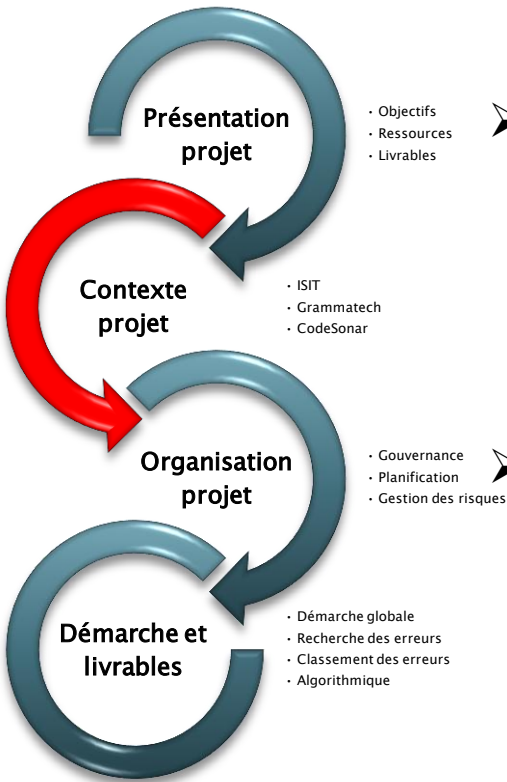 Présentation
projet
· Objectifs
· Ressources
· Livrables
Contexte
projet
· ISIT
· Grammatech
· CodeSonar
Organisation
projet
· Gouvernance
· Planification
· Gestion des risques
Démarche et
livrables
· Démarche globale
· Recherche des erreurs
· Classement des erreurs
· Algorithmique